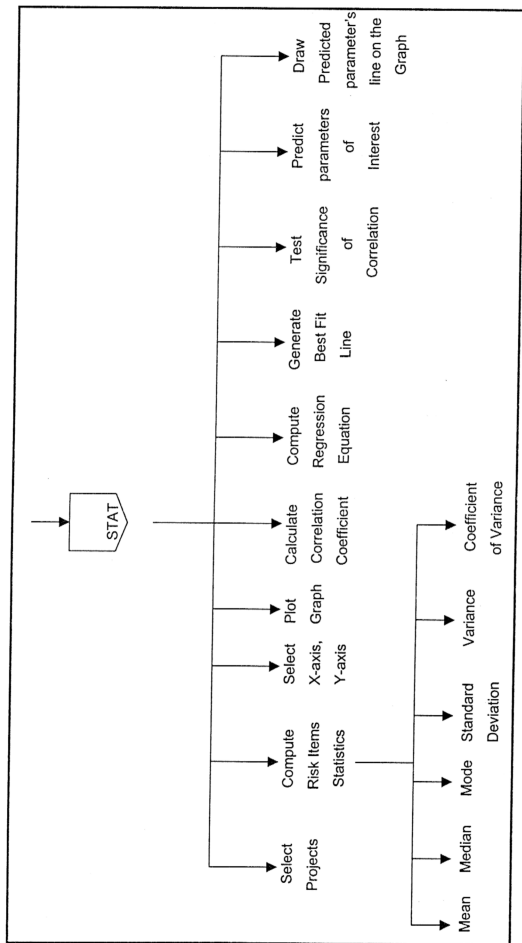 STAT
Select
Projects
Compute
Risk Items
Statistics
Select
X-axis,
Y-axis
Plot
Graph
Calculate
Correlation
Coefficient
Compute
Regression
Equation
Generate
Best Fit
Line
Test
Significance
of
Correlation
Predict
parameters
of
Interest
Draw
Predicted
parameter's
line on the
Graph
Mean
Median
Mode
Standard
Deviation
Variance
Coefficient
of Variance